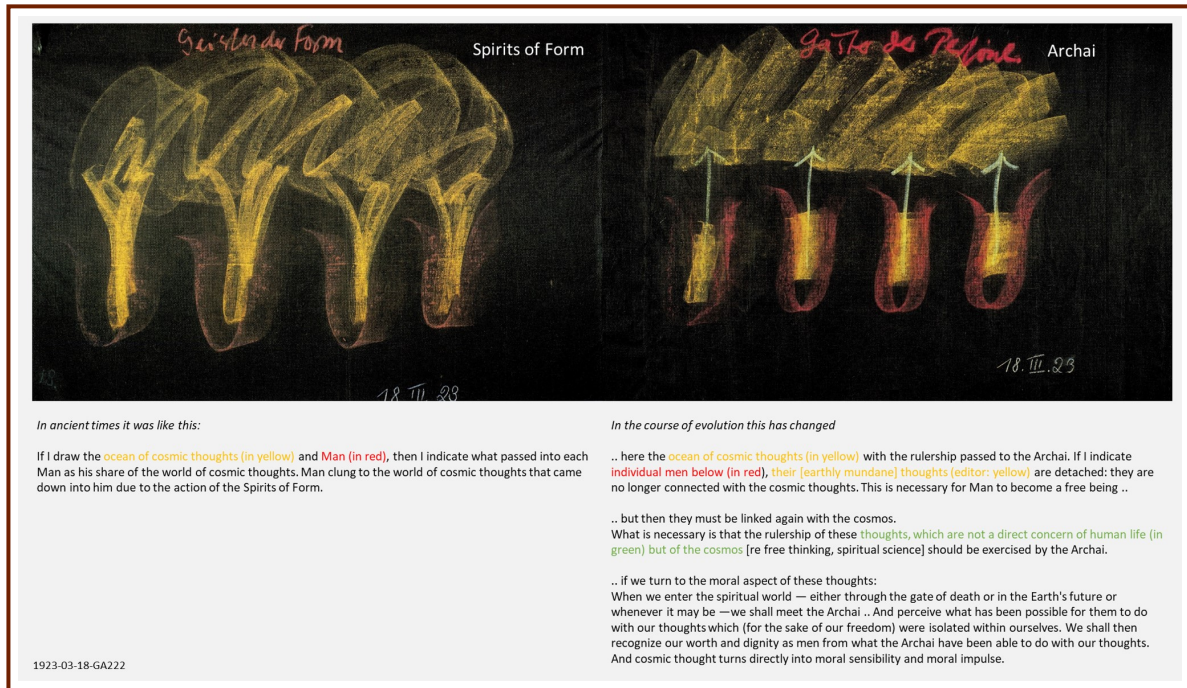 Geister der Form
Spirits of Form
Geister der Persönl.
Archai
18. III. 23
18. III. 23
In ancient times it was like this:
If I draw the ocean of cosmic thoughts (in yellow) and Man (in red), then I indicate what passed into each
Man as his share of the world of cosmic thoughts. Man clung to the world of cosmic thoughts that came
down into him due to the action of the Spirits of Form.
1923-03-18-GA222
In the course of evolution this has changed
.. here the ocean of cosmic thoughts (in yellow) with the rulership passed to the Archai. If I indicate
individual men below (in red), their [earthly mundane] thoughts (editor: yellow) are detached: they are
no longer connected with the cosmic thoughts. This is necessary for Man to become a free being ..
.. but then they must be linked again with the cosmos.
What is necessary is that the rulership of these thoughts, which are not a direct concern of human life (in
green) but of the cosmos [re free thinking, spiritual science] should be exercised by the Archai.
.. if we turn to the moral aspect of these thoughts:
When we enter the spiritual world — either through the gate of death or in the Earth's future or
whenever it may be —we shall meet the Archai .. And perceive what has been possible for them to do
with our thoughts which (for the sake of our freedom) were isolated within ourselves. We shall then
recognize our worth and dignity as men from what the Archai have been able to do with our thoughts.
And cosmic thought turns directly into moral sensibility and moral impulse.